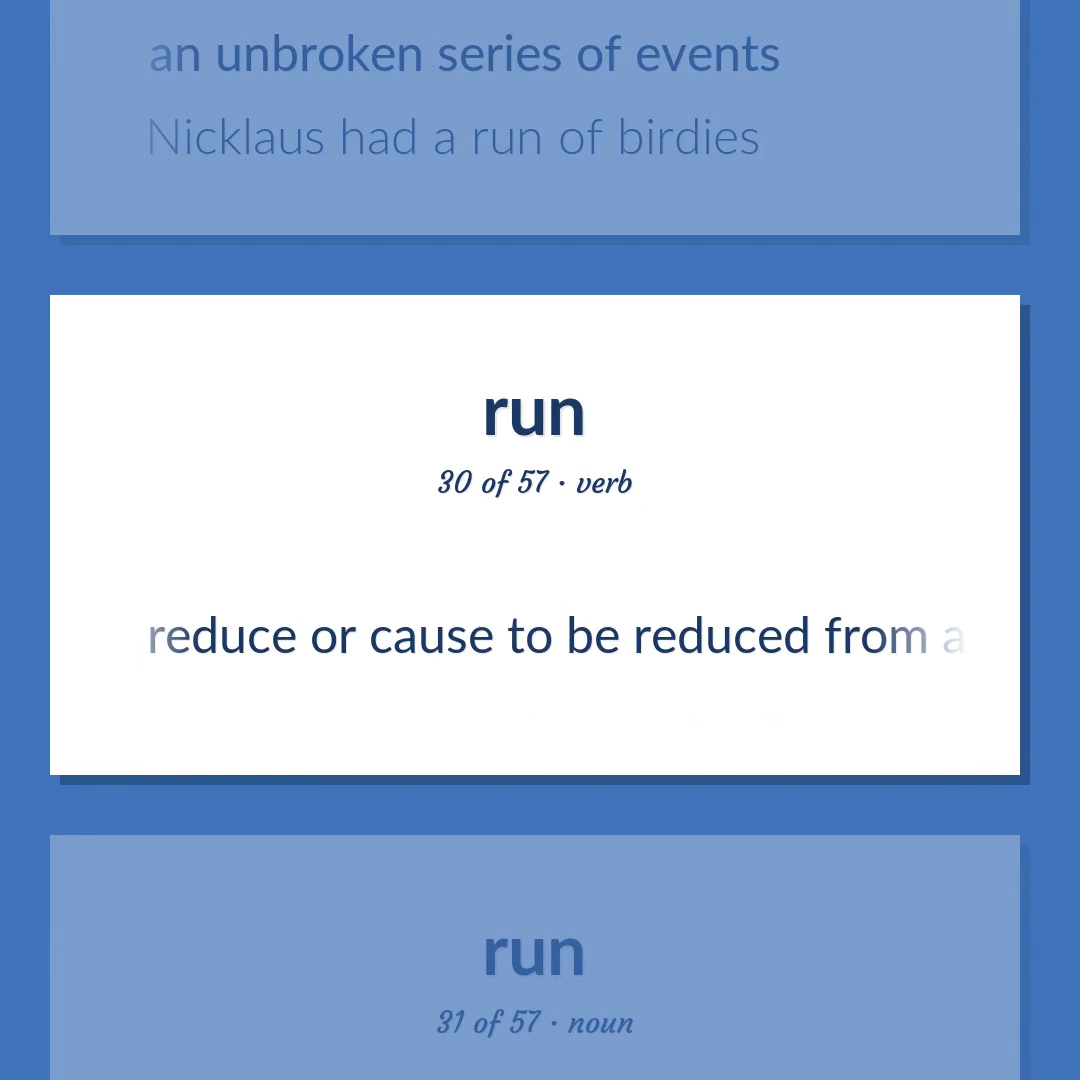 an unbroken series of events
Nicklaus had a run of birdies
run
30 of 57 · verb
reduce or cause to be reduced from a
run
31 of 57 · noun